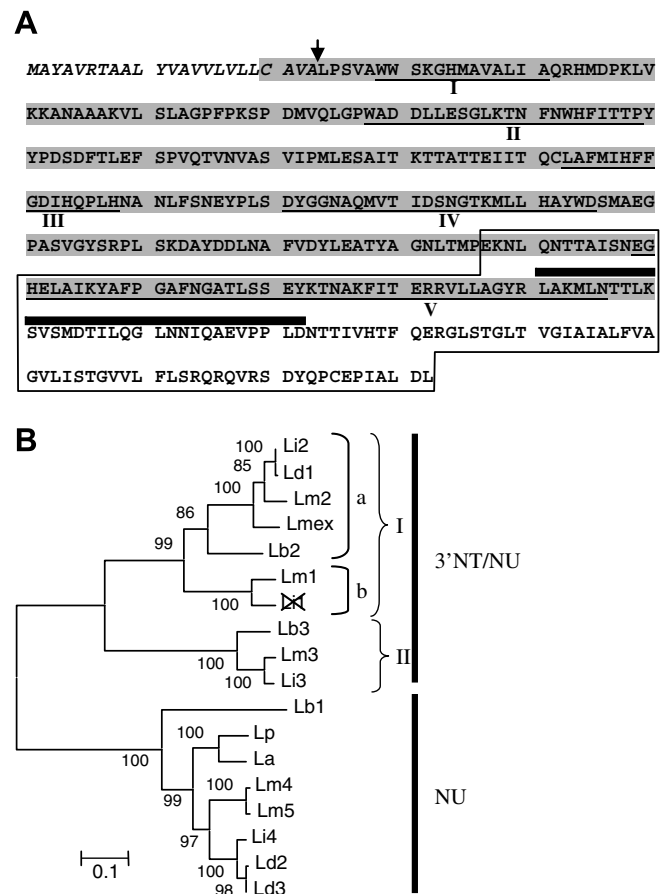 A
MAYAVRTAAL YVAVVLVLLC AVALPSVAWW SKGHMAVALI AQRHMDPKLV
I
KKANAAAKVL SLAGPFPKSP DMVQLGPWAD DLLESGLKTN FNWHFITTPY
II
YPDSDFTLEF SPVQTVNVAS VIPMLESAIT KTTATTEIIT QCLAFMIHFF
GDIHQPLHNA NLFSNEYPLS DYGGNAQMVT IDSNGTKMLL HAYWDSMAEG
III IV
PASVGYSRPL SKDAYDDLNA FVDYLEATYA GNLTMPEKNL QNTTAISNEG
HELAIKYAFP GAFNGATLSS EYKTNAKFIT ERRVLLAGYR LAKMLNTTLK
V
SVSMDTILQG LNNIQAEVPP LDNTTIVHTF QERGLSTGLT VGIAIALFVA
GVLISTGVVL FLSRQRQVRS DYQPCEPIAL DL
B
100 Li2
85 Ld1
100 Lm2
86 Lmex
99 Lb2
a
I
3'NT/NU
Lm1
100
b
Lb3
100 Lm3
100 Li3
II
Lb1
100
100 Lp
La
99
100 Lm4
Lm5
97
Li4
NU
100 Ld2
98 Ld3
0.1